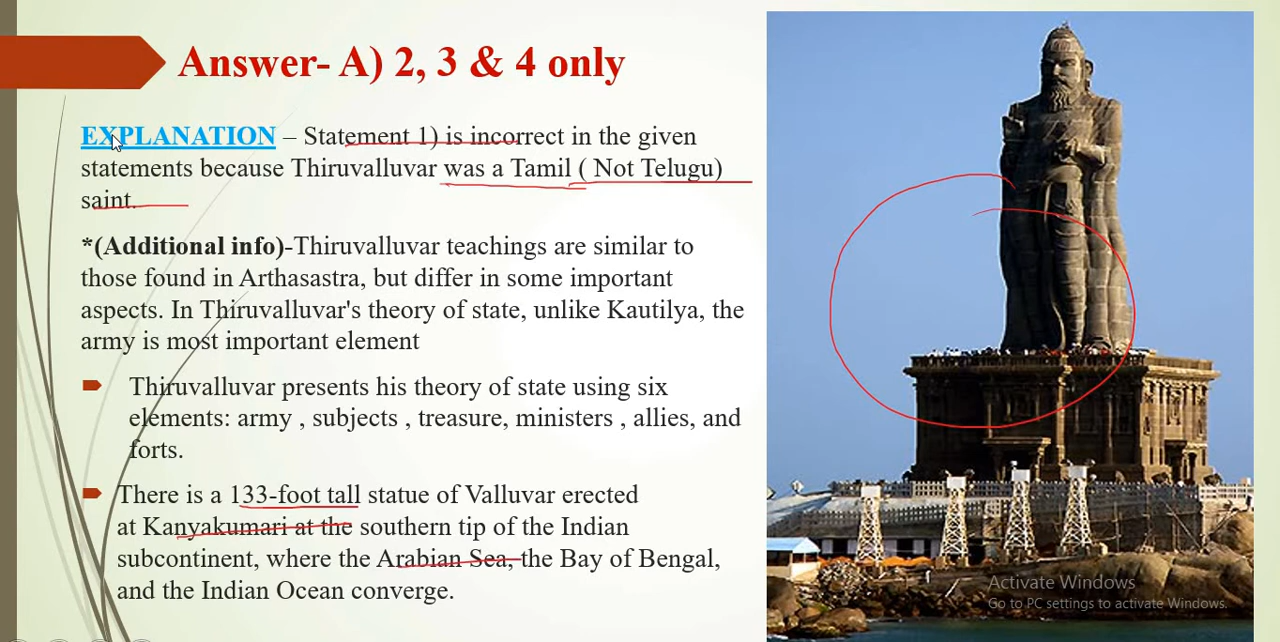 Answer- A) 2, 3 & 4 only
EXPLANATION – Statement 1) is incorrect in the given
statements because Thiruvalluvar was a Tamil ( Not Telugu)
saint.
*(Additional info)-Thiruvalluvar teachings are similar to
those found in Arthasastra, but differ in some important
aspects. In Thiruvalluvar's theory of state, unlike Kautilya, the
army is most important element
Thiruvalluvar presents his theory of state using six
elements: army , subjects , treasure, ministers , allies, and
forts.
There is a 133-foot tall statue of Valluvar erected
at Kanyakumari at the southern tip of the Indian
subcontinent, where the Arabian Sea, the Bay of Bengal,
and the Indian Ocean converge.
Activate Windows
Go to PC settings to activate Windows.